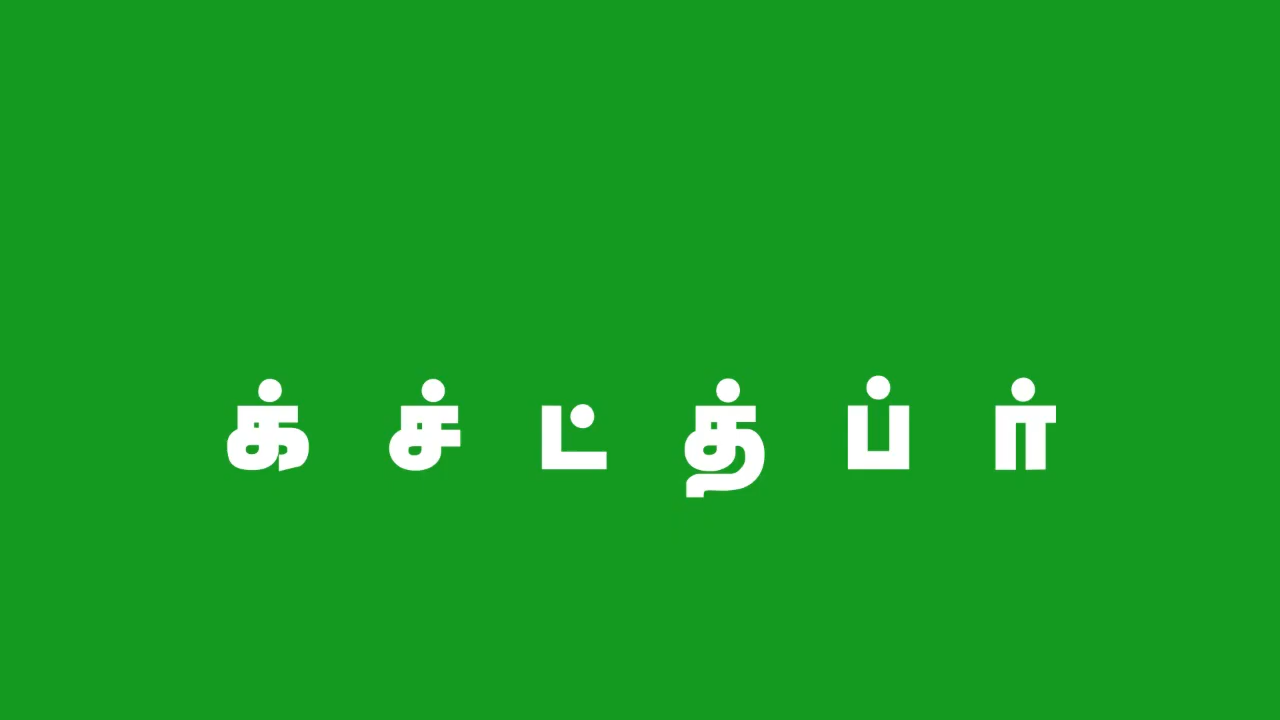 க் ச் ட் த் ப் ர்